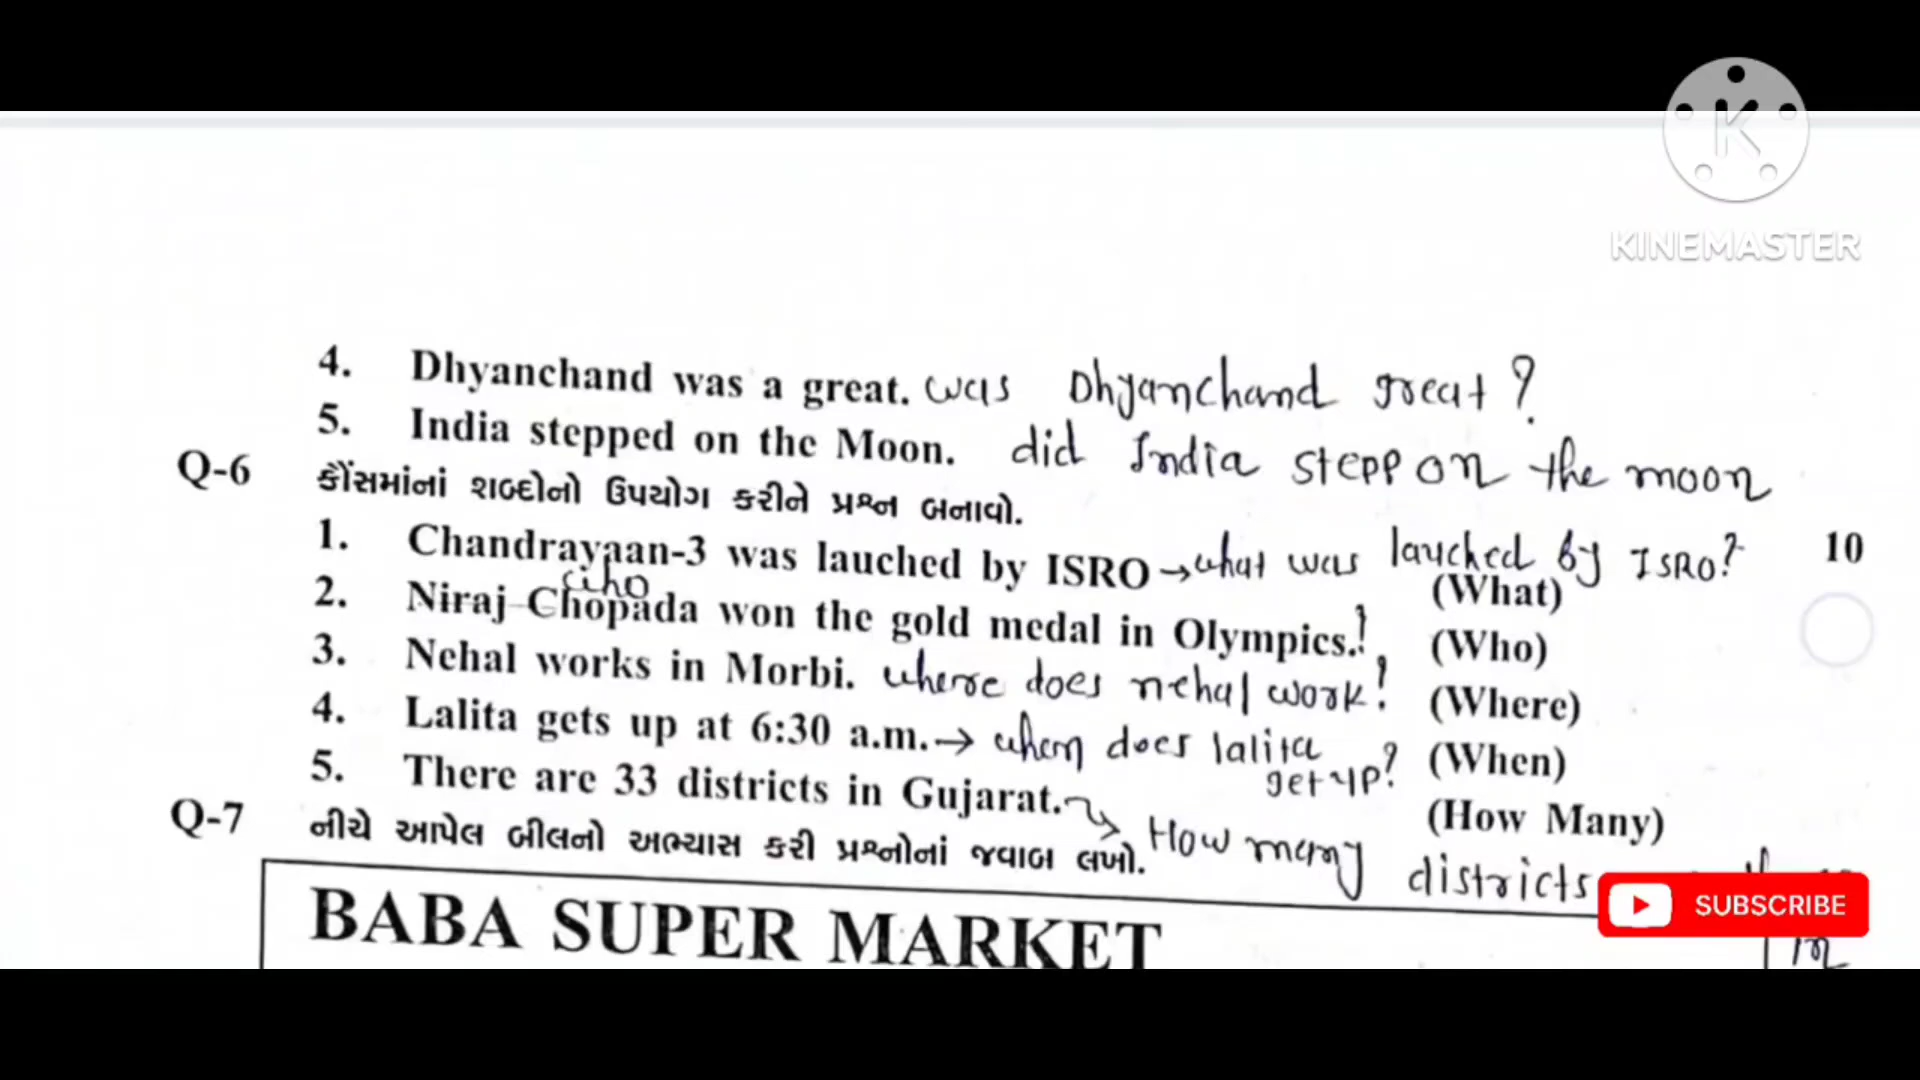 KINEMASTER
4. Dhyanchand was a great. was Dhyanchand great?
5. India stepped on the Moon. did India stepp on the moon
Q-6 કૌંસમાંનાં શબ્દોનો ઉપયોગ કરીને પ્રશ્ન બનાવો. 10
1. Chandrayaan-3 was lauched by ISRO → what was lauched by ISRO? (What)
who
2. Niraj Chopada won the gold medal in Olympics.? (Who)
3. Nehal works in Morbi. where does nehal work? (Where)
4. Lalita gets up at 6:30 a.m. → when does lalita (When)
get up?
5. There are 33 districts in Gujarat. → (How Many)
How many districts
Q-7 નીચે આપેલ બીલનો અભ્યાસ કરી પ્રશ્નોનાં જવાબ લખો.
SUBSCRIBE
BABA SUPER MARKET
in